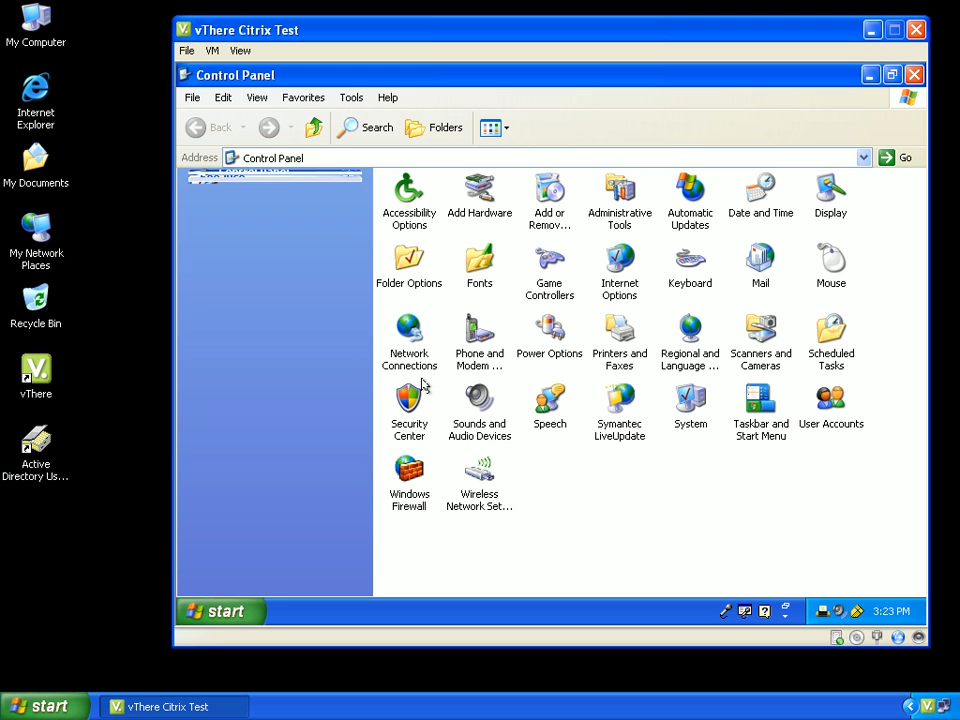 My Computer
Internet
Explorer
My Documents
My Network
Places
Recycle Bin
V.
vThere
Active
Directory Us...
vThere Citrix Test
File VM View
Control Panel
File Edit View Favorites Tools Help
Back Search Folders
Address Control Panel Go
Accessibility
Options
Add Hardware
Add or
Remov...
Administrative
Tools
Automatic
Updates
Date and Time
Display
Folder Options
Fonts
Game
Controllers
Internet
Options
Keyboard
Mail
Mouse
Network
Connections
Phone and
Modem ...
Power Options
Printers and
Faxes
Regional and
Language ...
Scanners and
Cameras
Scheduled
Tasks
Security
Center
Sounds and
Audio Devices
Speech
Symantec
LiveUpdate
System
Taskbar and
Start Menu
User Accounts
Windows
Firewall
Wireless
Network Set...
start 3:23 PM
start vThere Citrix Test